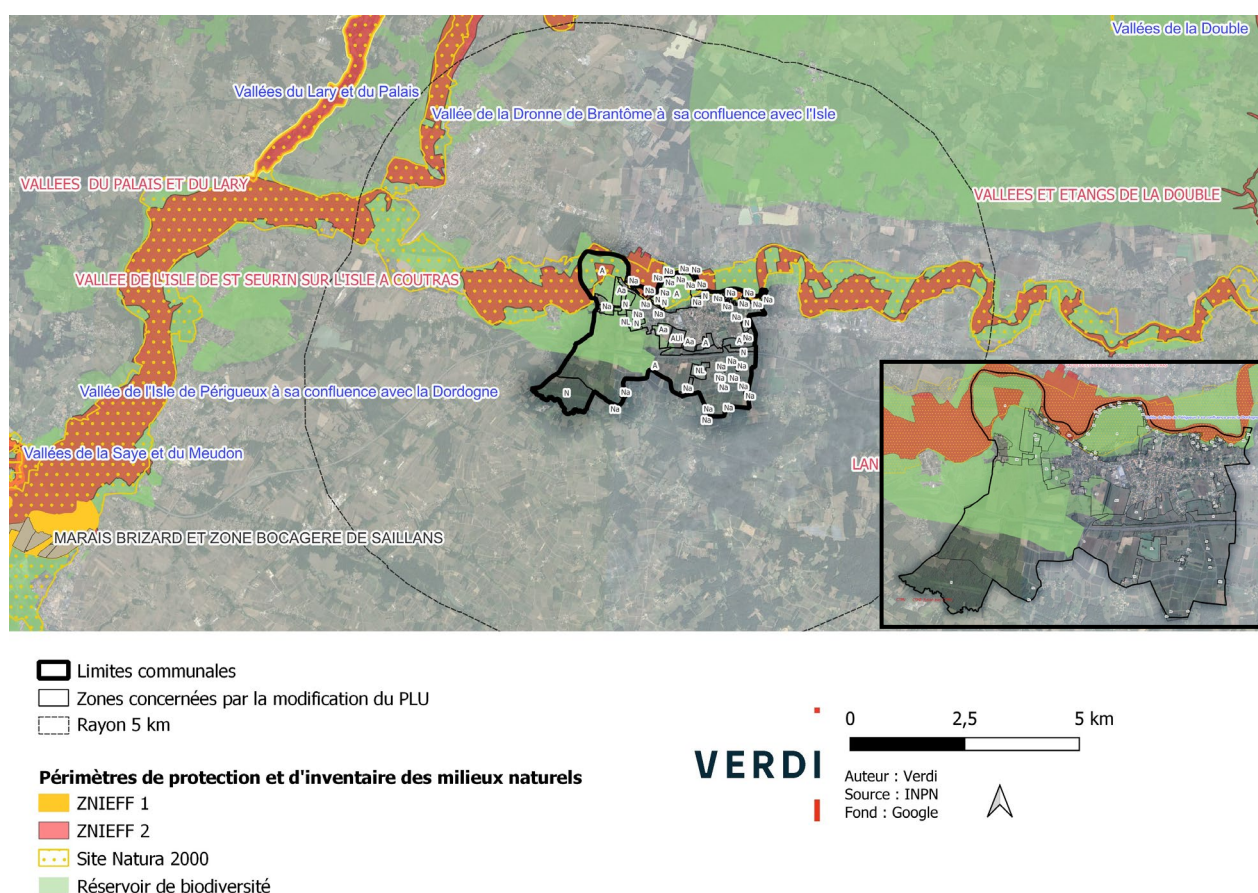 Vallées de la Double
Vallées du Lary et du Palais
Vallée de la Dronne de Brantôme à sa confluence avec l'Isle
VALLEES DU PALAIS ET DU LARY
VALLEES ET ETANGS DE LA DOUBLE
VALLEE DE L'ISLE DE ST SEURIN SUR L'ISLE A COUTRAS
Vallée de l'Isle de Périgueux à sa confluence avec la Dordogne
Vallées de la Saye et du Meudon
LAN
MARAIS BRIZARD ET ZONE BOCAGERE DE SAILLANS
A
Na
Aa
N
NL
AUi
Limites communales
Zones concernées par la modification du PLU
Rayon 5 km
Périmètres de protection et d'inventaire des milieux naturels
ZNIEFF 1
ZNIEFF 2
Site Natura 2000
Réservoir de biodiversité
VERDI
0 2,5 5 km
Auteur : Verdi
Source : INPN
Fond : Google